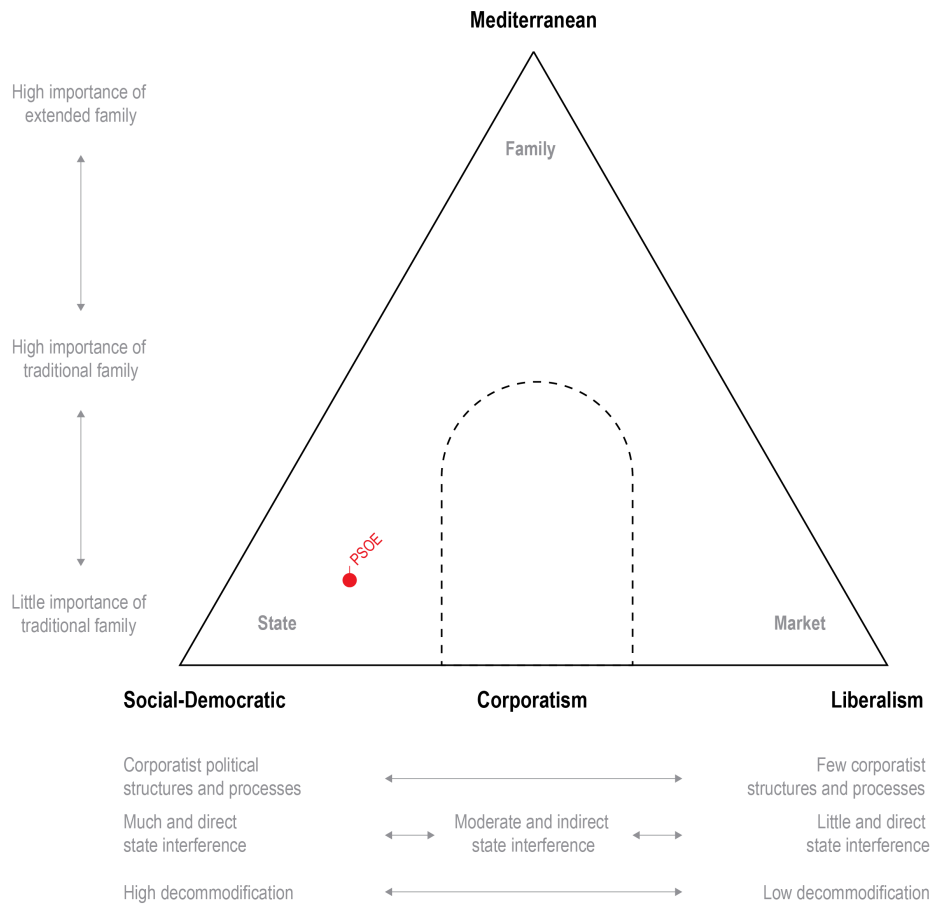 Mediterranean
High importance of
extended family
Family
High importance of
traditional family
PSOE
Little importance of
traditional family
State
Market
Social-Democratic
Corporatism
Liberalism
Corporatist political
structures and processes
Few corporatist
structures and processes
Much and direct
state interference
Moderate and indirect
state interference
Little and direct
state interference
High decommodification
Low decommodification